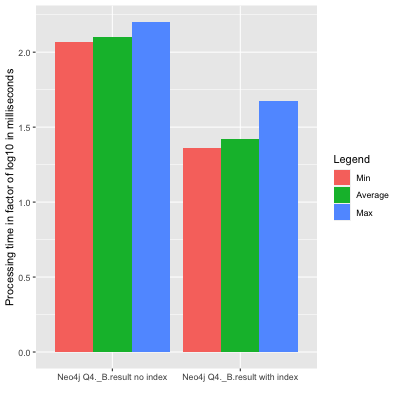 Processing time in factor of log10 in milliseconds
2.0
1.5
1.0
0.5
0.0
Neo4j Q4._B.result no index
Neo4j Q4._B.result with index
Legend
Min
Average
Max